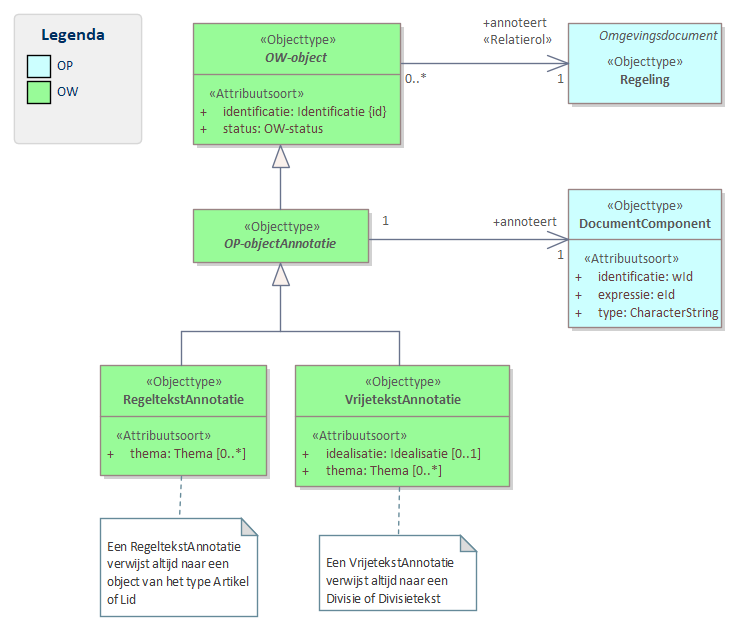 Legenda
OP
OW
«Objecttype»
OW-object
«Attribuutsoort»
+ identificatie: Identificatie {id}
+ status: OW-status
+annoteert
«Relatierol»
0..*
1
Omgevingsdocument
«Objecttype»
Regeling
«Objecttype»
OP-objectAnnotatie
1
+annoteert
1
«Objecttype»
DocumentComponent
«Attribuutsoort»
+ identificatie: wId
+ expressie: eId
+ type: CharacterString
«Objecttype»
RegeltekstAnnotatie
«Attribuutsoort»
+ thema: Thema [0..*]
«Objecttype»
VrijetekstAnnotatie
«Attribuutsoort»
+ idealisatie: Idealisatie [0..1]
+ thema: Thema [0..*]
Een RegeltekstAnnotatie
verwijst altijd naar een
object van het type Artikel
of Lid
Een VrijetekstAnnotatie
verwijst altijd naar een
Divisie of Divisietekst